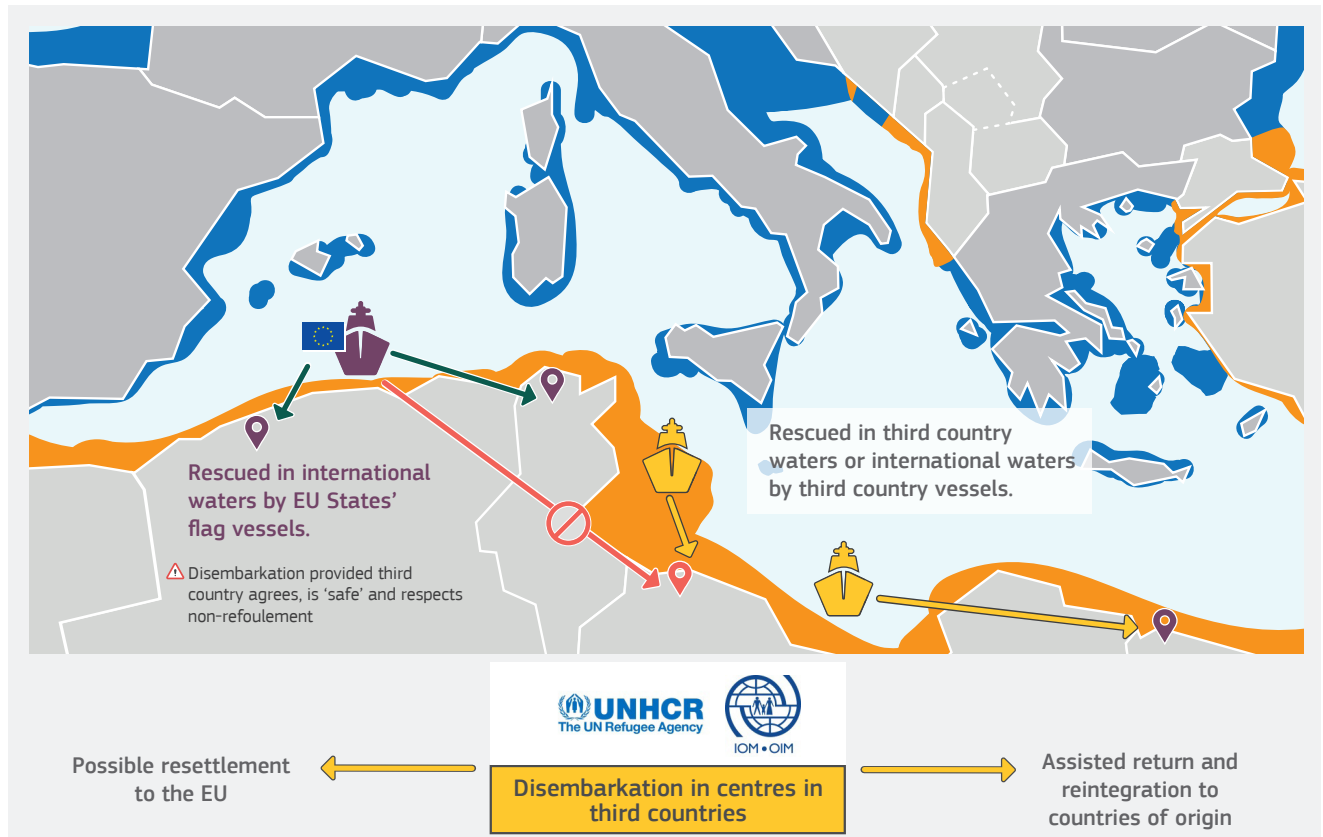 Rescued in international
waters by EU States’
flag vessels.
Disembarkation provided third
country agrees, is ‘safe’ and respects
non-refoulement
Rescued in third country
waters or international waters
by third country vessels.
UNHCR
The UN Refugee Agency
IOM • OIM
Possible resettlement
to the EU
Disembarkation in centres in
third countries
Assisted return and
reintegration to
countries of origin